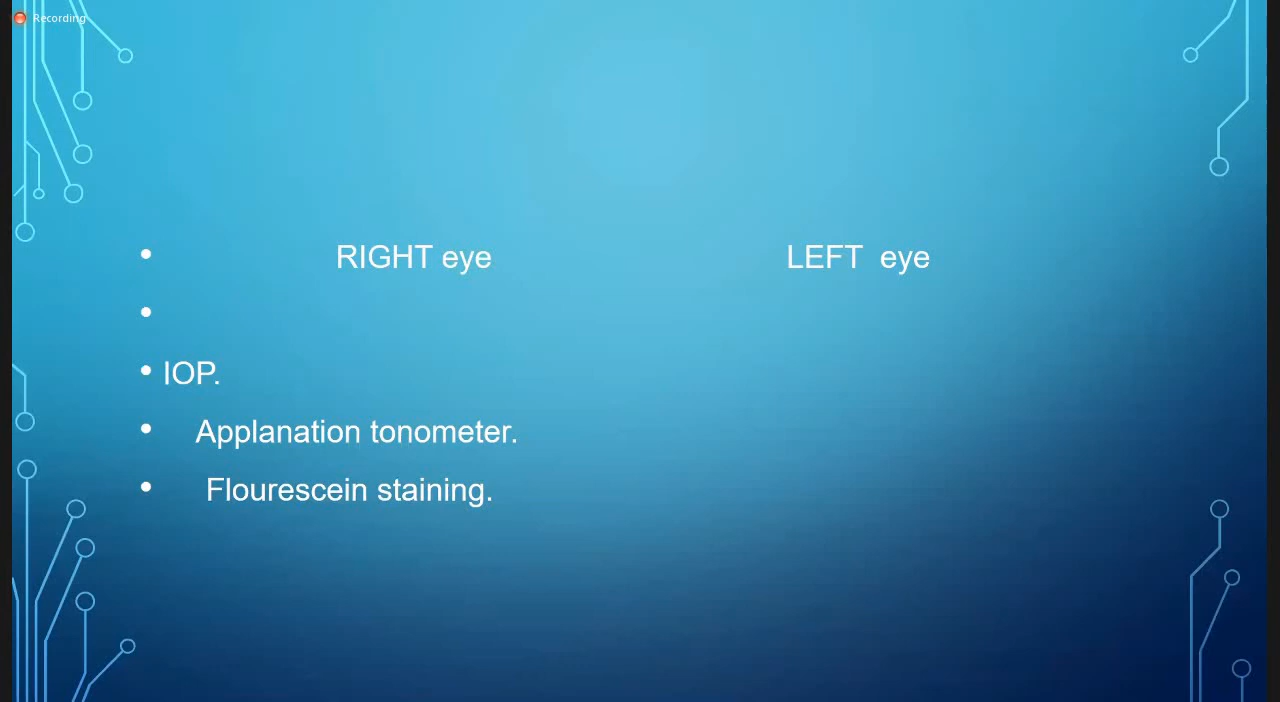 Recording
• RIGHT eye LEFT eye
•
• IOP.
• Applanation tonometer.
• Flourescein staining.